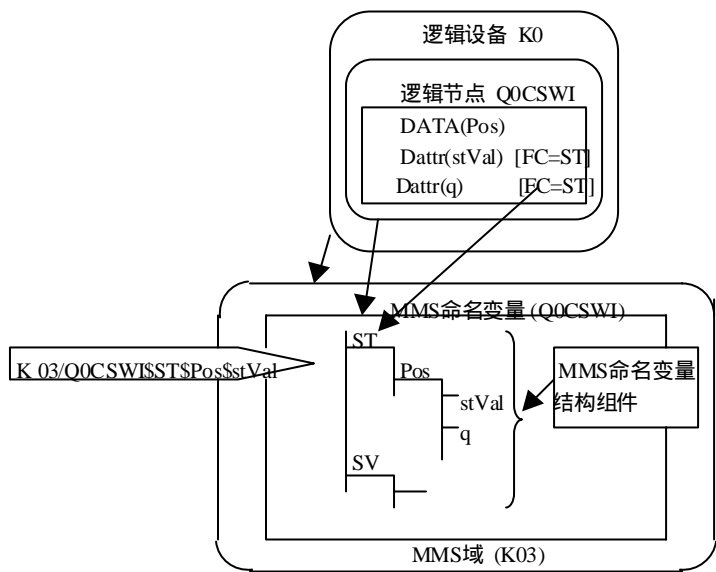 逻辑设备 K0
逻辑节点 Q0CSWI
DATA(Pos)
Dattr(stVal) [FC=ST]
Dattr(q) [FC=ST]
MMS命名变量 (Q0CSWI)
ST
K 03/Q0CSWI$ST$Pos$stVal
Pos
MMS命名变量
结构组件
stVal
q
SV
MMS域 (K03)